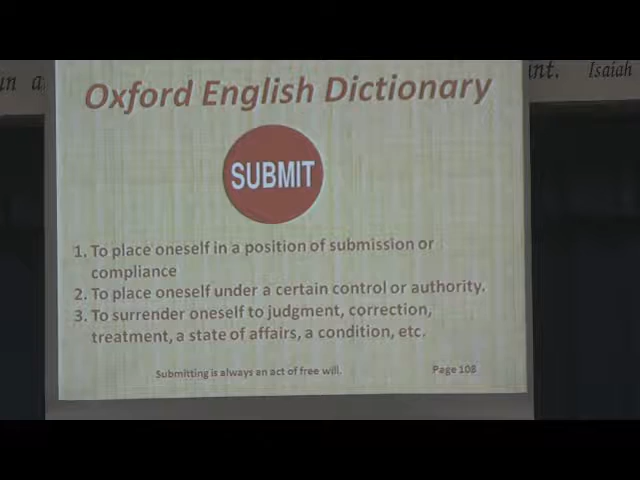 un a
int. Isaiah
Oxford English Dictionary
SUBMIT
1. To place oneself in a position of submission or
compliance
2. To place oneself under a certain control or authority.
3. To surrender oneself to judgment, correction,
treatment, a state of affairs, a condition, etc.
Submitting is always an act of free will.
Page 108